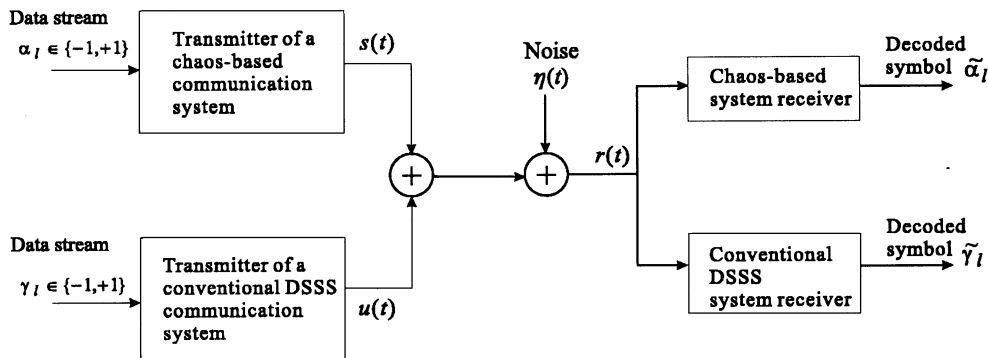 Data stream
α_l ∈ {-1,+1}
Transmitter of a
chaos-based
communication
system
s(t)
Noise
η(t)
r(t)
Chaos-based
system receiver
Decoded
symbol α̃_l
Data stream
γ_l ∈ {-1,+1}
Transmitter of a
conventional DSSS
communication
system
u(t)
Conventional
DSSS
system receiver
Decoded
symbol γ̃_l